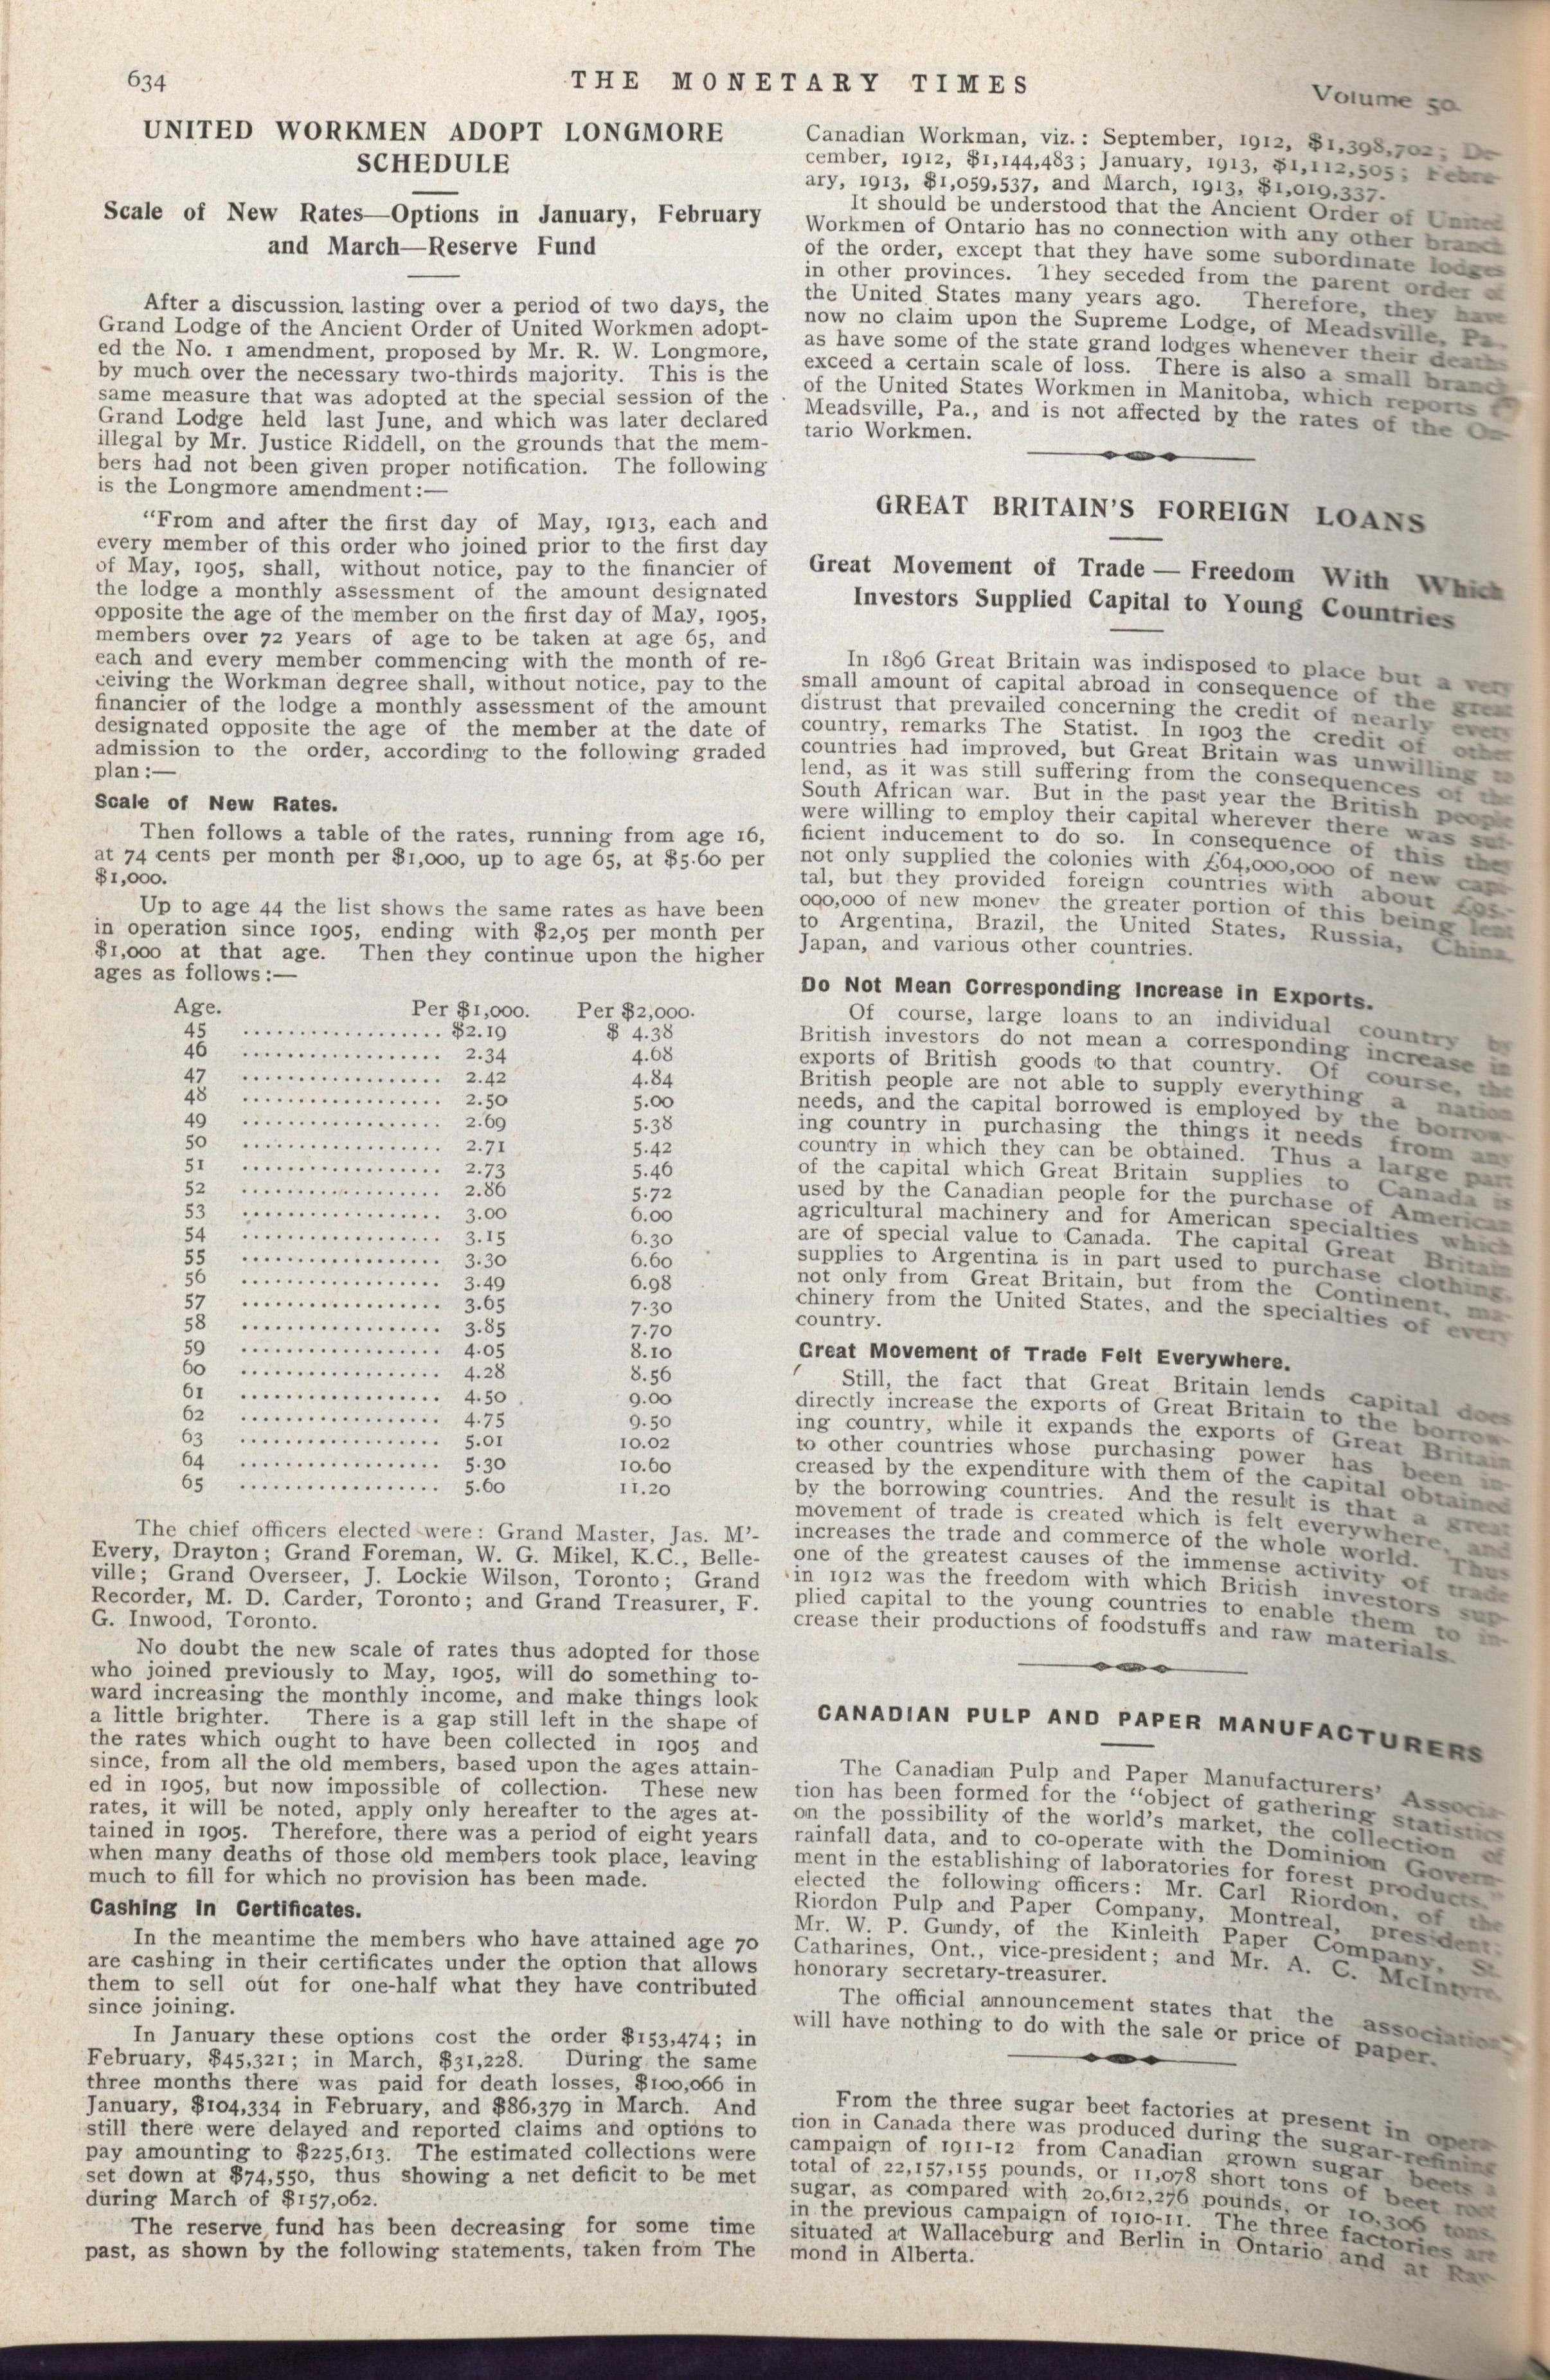 634
THE MONETARY TIMES
Volume 50.
UNITED WORKMEN ADOPT LONGMORE
SCHEDULE
Scale of New Rates—Options in January, February
and March—Reserve Fund
After a discussion lasting over a period of two days, the
Grand Lodge of the Ancient Order of United Workmen adopt-
ed the No. 1 amendment, proposed by Mr. R. W. Longmore,
by much over the necessary two-thirds majority. This is the
same measure that was adopted at the special session of the
Grand Lodge held last June, and which was later declared
illegal by Mr. Justice Riddell, on the grounds that the mem-
bers had not been given proper notification. The following
is the Longmore amendment:—
"From and after the first day of May, 1913, each and
every member of this order who joined prior to the first day
of May, 1905, shall, without notice, pay to the financier of
the lodge a monthly assessment of the amount designated
opposite the age of the member on the first day of May, 1905,
members over 72 years of age to be taken at age 65, and
each and every member commencing with the month of re-
ceiving the Workman degree shall, without notice, pay to the
financier of the lodge a monthly assessment of the amount
designated opposite the age of the member at the date of
admission to the order, according to the following graded
plan:—
Scale of New Rates.
Then follows a table of the rates, running from age 16,
at 74 cents per month per $1,000, up to age 65, at $5.60 per
$1,000.
Up to age 44 the list shows the same rates as have been
in operation since 1905, ending with $2,05 per month per
$1,000 at that age. Then they continue upon the higher
ages as follows:—
Age. Per $1,000. Per $2,000.
45 .................. $2.19 $ 4.38
46 .................. 2.34 4.68
47 .................. 2.42 4.84
48 .................. 2.50 5.00
49 .................. 2.69 5.38
50 .................. 2.71 5.42
51 .................. 2.73 5.46
52 .................. 2.86 5.72
53 .................. 3.00 6.00
54 .................. 3.15 6.30
55 .................. 3.30 6.60
56 .................. 3.49 6.98
57 .................. 3.65 7.30
58 .................. 3.85 7.70
59 .................. 4.05 8.10
60 .................. 4.28 8.56
61 .................. 4.50 9.00
62 .................. 4.75 9.50
63 .................. 5.01 10.02
64 .................. 5.30 10.60
65 .................. 5.60 11.20
The chief officers elected were: Grand Master, Jas. M'-
Every, Drayton; Grand Foreman, W. G. Mikel, K.C., Belle-
ville; Grand Overseer, J. Lockie Wilson, Toronto; Grand
Recorder, M. D. Carder, Toronto; and Grand Treasurer, F.
G. Inwood, Toronto.
No doubt the new scale of rates thus adopted for those
who joined previously to May, 1905, will do something to-
ward increasing the monthly income, and make things look
a little brighter. There is a gap still left in the shape of
the rates which ought to have been collected in 1905 and
since, from all the old members, based upon the ages attain-
ed in 1905, but now impossible of collection. These new
rates, it will be noted, apply only hereafter to the ages at-
tained in 1905. Therefore, there was a period of eight years
when many deaths of those old members took place, leaving
much to fill for which no provision has been made.
Cashing In Certificates.
In the meantime the members who have attained age 70
are cashing in their certificates under the option that allows
them to sell out for one-half what they have contributed
since joining.
In January these options cost the order $153,474; in
February, $45,321; in March, $31,228. During the same
three months there was paid for death losses, $100,066 in
January, $104,334 in February, and $86,379 in March. And
still there were delayed and reported claims and options to
pay amounting to $225,613. The estimated collections were
set down at $74,550, thus showing a net deficit to be met
during March of $157,062.
The reserve fund has been decreasing for some time
past, as shown by the following statements, taken from The
Canadian Workman, viz.: September, 1912, $1,398,702; De-
cember, 1912, $1,144,483; January, 1913, $1,112,505; Febru-
ary, 1913, $1,059,537, and March, 1913, $1,019,337.
It should be understood that the Ancient Order of United
Workmen of Ontario has no connection with any other branch
of the order, except that they have some subordinate lodges
in other provinces. They seceded from the parent order of
the United States many years ago. Therefore, they have
now no claim upon the Supreme Lodge, of Meadsville, Pa.,
as have some of the state grand lodges whenever their deaths
exceed a certain scale of loss. There is also a small branch
of the United States Workmen in Manitoba, which reports
Meadsville, Pa., and is not affected by the rates of the On-
tario Workmen.
GREAT BRITAIN'S FOREIGN LOANS
Great Movement of Trade — Freedom With Which
Investors Supplied Capital to Young Countries
In 1896 Great Britain was indisposed to place but a very
small amount of capital abroad in consequence of the great
distrust that prevailed concerning the credit of nearly every
country, remarks The Statist. In 1903 the credit of other
countries had improved, but Great Britain was unwilling to
lend, as it was still suffering from the consequences of the
South African war. But in the past year the British people
were willing to employ their capital wherever there was suf-
ficient inducement to do so. In consequence of this they
not only supplied the colonies with £64,000,000 of new capi-
tal, but they provided foreign countries with about £95,-
000,000 of new money the greater portion of this being lent
to Argentina, Brazil, the United States, Russia, China,
Japan, and various other countries.
Do Not Mean Corresponding Increase in Exports.
Of course, large loans to an individual country by
British investors do not mean a corresponding increase in
exports of British goods to that country. Of course, the
British people are not able to supply everything a nation
needs, and the capital borrowed is employed by the borrow-
ing country in purchasing the things it needs from any
country in which they can be obtained. Thus a large part
of the capital which Great Britain supplies to Canada is
used by the Canadian people for the purchase of American
agricultural machinery and for American specialties which
are of special value to Canada. The capital Great Britain
supplies to Argentina is in part used to purchase clothing,
not only from Great Britain, but from the Continent, ma-
chinery from the United States, and the specialties of every
country.
Great Movement of Trade Felt Everywhere.
Still, the fact that Great Britain lends capital does
directly increase the exports of Great Britain to the borrow-
ing country, while it expands the exports of Great Britain
to other countries whose purchasing power has been in-
creased by the expenditure with them of the capital obtained
by the borrowing countries. And the result is that a great
movement of trade is created which is felt everywhere, and
increases the trade and commerce of the whole world. Thus
one of the greatest causes of the immense activity of trade
in 1912 was the freedom with which British investors sup-
plied capital to the young countries to enable them to in-
crease their productions of foodstuffs and raw materials.
CANADIAN PULP AND PAPER MANUFACTURERS
The Canadian Pulp and Paper Manufacturers' Associa-
tion has been formed for the "object of gathering statistics
on the possibility of the world's market, the collection of
rainfall data, and to co-operate with the Dominion Govern-
ment in the establishing of laboratories for forest products."
elected the following officers: Mr. Carl Riordon, of the
Riordon Pulp and Paper Company, Montreal, president;
Mr. W. P. Gundy, of the Kinleith Paper Company, St.
Catharines, Ont., vice-president; and Mr. A. C. McIntyre,
honorary secretary-treasurer.
The official announcement states that the association
will have nothing to do with the sale or price of paper.
From the three sugar beet factories at present in opera-
tion in Canada there was produced during the sugar-refining
campaign of 1911-12 from Canadian grown sugar beets a
total of 22,157,155 pounds, or 11,078 short tons of beet root
sugar, as compared with 20,612,276 pounds, or 10,306 tons,
in the previous campaign of 1910-11. The three factories are
situated at Wallaceburg and Berlin in Ontario and at Ray-
mond in Alberta.